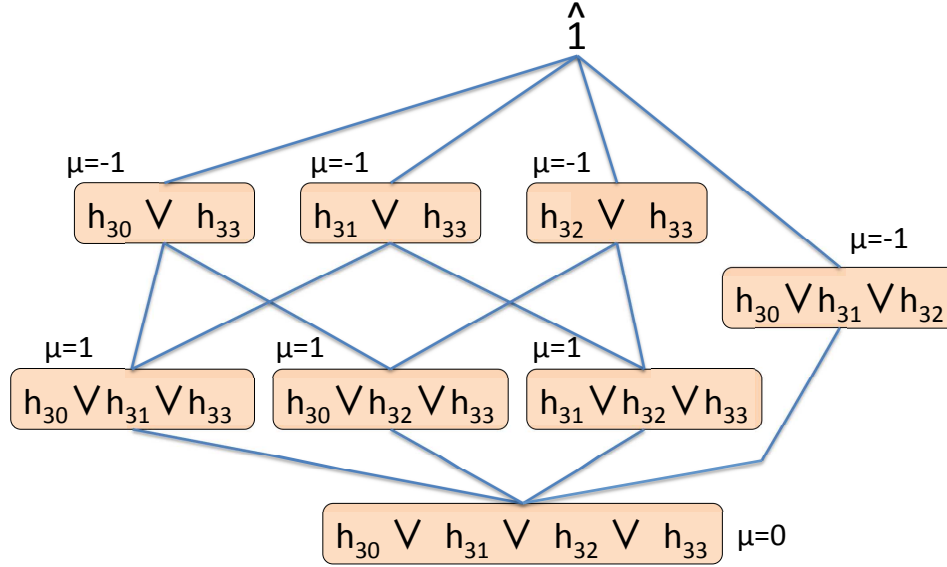 1̂
μ=-1 μ=-1 μ=-1
h₃₀ ∨ h₃₃ h₃₁ ∨ h₃₃ h₃₂ ∨ h₃₃
μ=-1
h₃₀ ∨ h₃₁ ∨ h₃₂
μ=1 μ=1 μ=1
h₃₀ ∨ h₃₁ ∨ h₃₃ h₃₀ ∨ h₃₂ ∨ h₃₃ h₃₁ ∨ h₃₂ ∨ h₃₃
h₃₀ ∨ h₃₁ ∨ h₃₂ ∨ h₃₃ μ=0